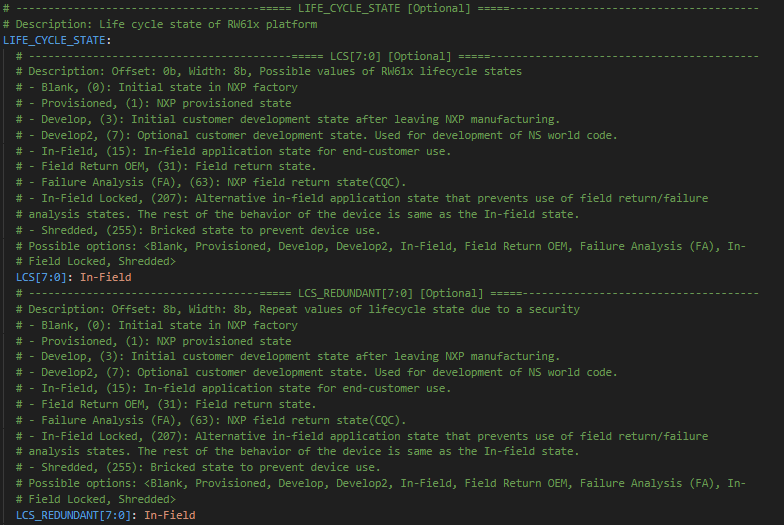 # --------------------------------------===== LIFE_CYCLE_STATE [Optional] =====---------------------------------------
# Description: Life cycle state of RW61x platform
LIFE_CYCLE_STATE:
# -----------------------------------------===== LCS[7:0] [Optional] =====------------------------------------------
# Description: Offset: 0b, Width: 8b, Possible values of RW61x lifecycle states
# - Blank, (0): Initial state in NXP factory
# - Provisioned, (1): NXP provisioned state
# - Develop, (3): Initial customer development state after leaving NXP manufacturing.
# - Develop2, (7): Optional customer development state. Used for development of NS world code.
# - In-Field, (15): In-field application state for end-customer use.
# - Field Return OEM, (31): Field return state.
# - Failure Analysis (FA), (63): NXP field return state(CQC).
# - In-Field Locked, (207): Alternative in-field application state that prevents use of field return/failure
# analysis states. The rest of the behavior of the device is same as the In-field state.
# - Shredded, (255): Bricked state to prevent device use.
# Possible options: <Blank, Provisioned, Develop, Develop2, In-Field, Field Return OEM, Failure Analysis (FA), In-
# Field Locked, Shredded>
LCS[7:0]: In-Field
# ------------------------------------===== LCS_REDUNDANT[7:0] [Optional] =====-------------------------------------
# Description: Offset: 8b, Width: 8b, Repeat values of lifecycle state due to a security
# - Blank, (0): Initial state in NXP factory
# - Provisioned, (1): NXP provisioned state
# - Develop, (3): Initial customer development state after leaving NXP manufacturing.
# - Develop2, (7): Optional customer development state. Used for development of NS world code.
# - In-Field, (15): In-field application state for end-customer use.
# - Field Return OEM, (31): Field return state.
# - Failure Analysis (FA), (63): NXP field return state(CQC).
# - In-Field Locked, (207): Alternative in-field application state that prevents use of field return/failure
# analysis states. The rest of the behavior of the device is same as the In-field state.
# - Shredded, (255): Bricked state to prevent device use.
# Possible options: <Blank, Provisioned, Develop, Develop2, In-Field, Field Return OEM, Failure Analysis (FA), In-
# Field Locked, Shredded>
LCS_REDUNDANT[7:0]: In-Field